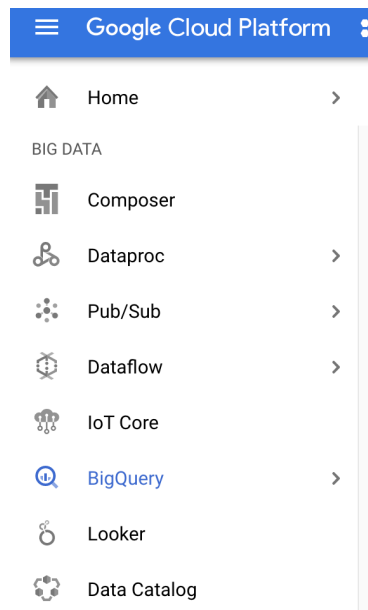 Google Cloud Platform
Home
BIG DATA
Composer
Dataproc
Pub/Sub
Dataflow
IoT Core
BigQuery
Looker
Data Catalog